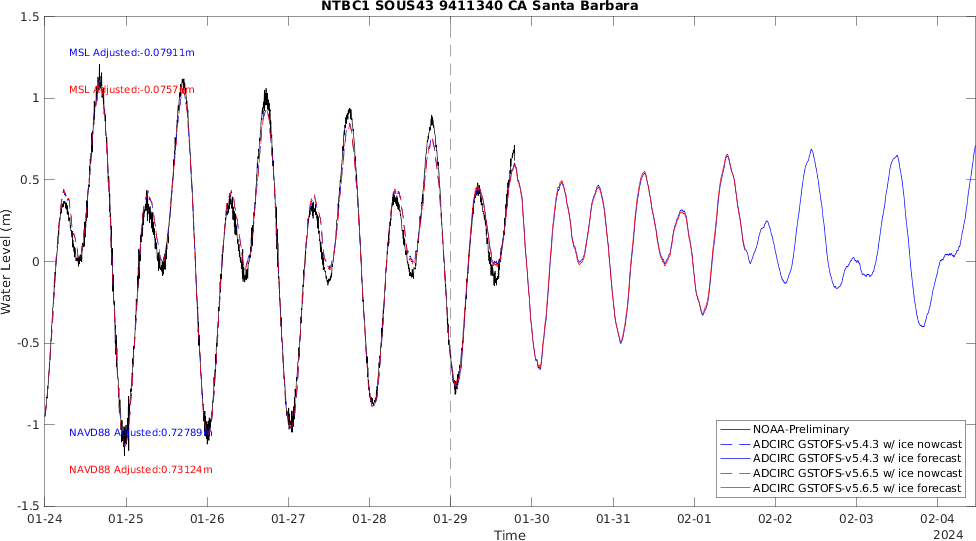 NTBC1 SOUS43 9411340 CA Santa Barbara
1.5
MSL Adjusted:-0.07911m
MSL Adjusted:-0.0757
1
0.5
Water Level (m)
0
-0.5
-1
NAVD88 Adjusted:0.72789m
NAVD88 Adjusted:0.73124m
-1.5
NOAA-Preliminary
ADCIRC GSTOFS-v5.4.3 w/ ice nowcast
ADCIRC GSTOFS-v5.4.3 w/ ice forecast
ADCIRC GSTOFS-v5.6.5 w/ ice nowcast
ADCIRC GSTOFS-v5.6.5 w/ ice forecast
01-24 01-25 01-26 01-27 01-28 01-29 01-30 01-31 02-01 02-02 02-03 02-04
Time
2024